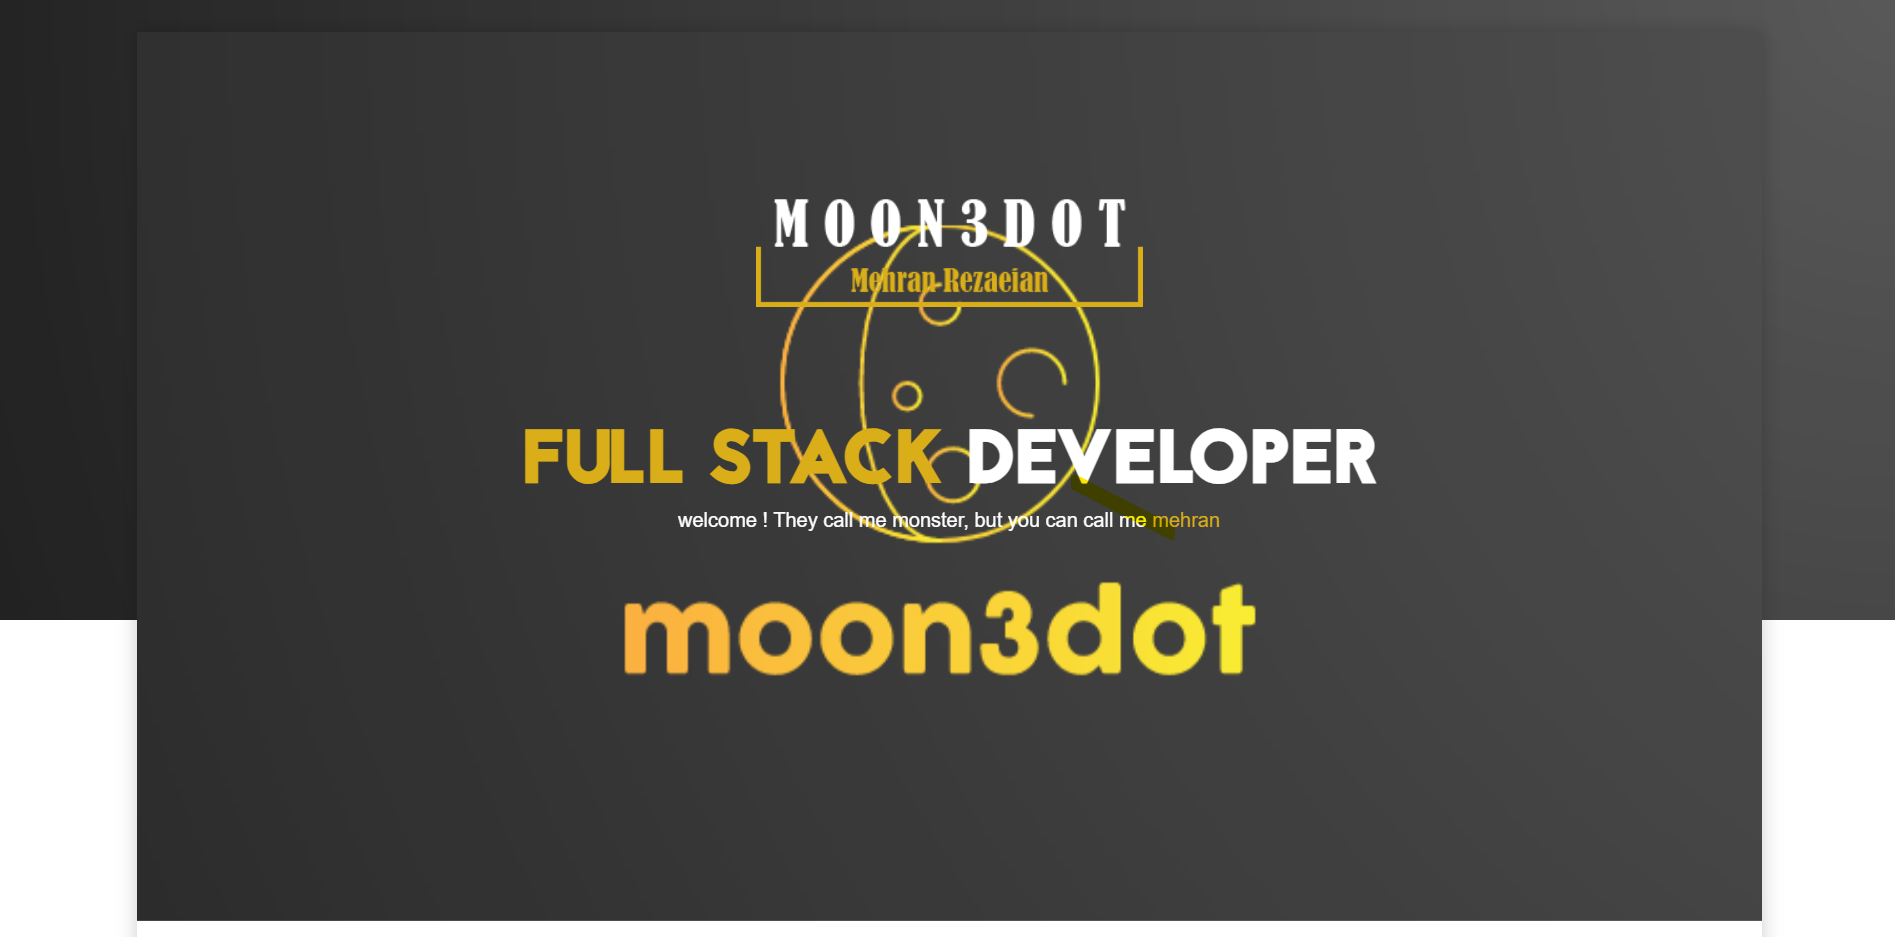 MOON3DOT
Mehran Rezaeian
FULL STACK DEVELOPER
welcome ! They call me monster, but you can call me mehran
moon3dot